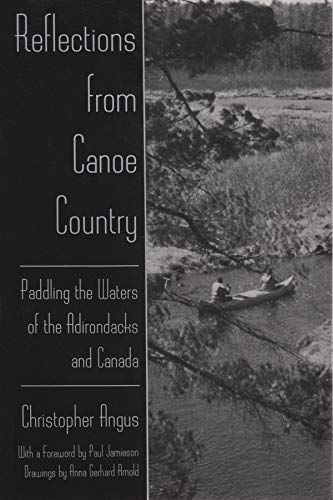 Reflections
from
Canoe
Country
Paddling the Waters
of the Adirondacks
and Canada
Christopher Angus
With a Foreword by Paul Jamieson
Drawings by Anna Gerhard Arnold